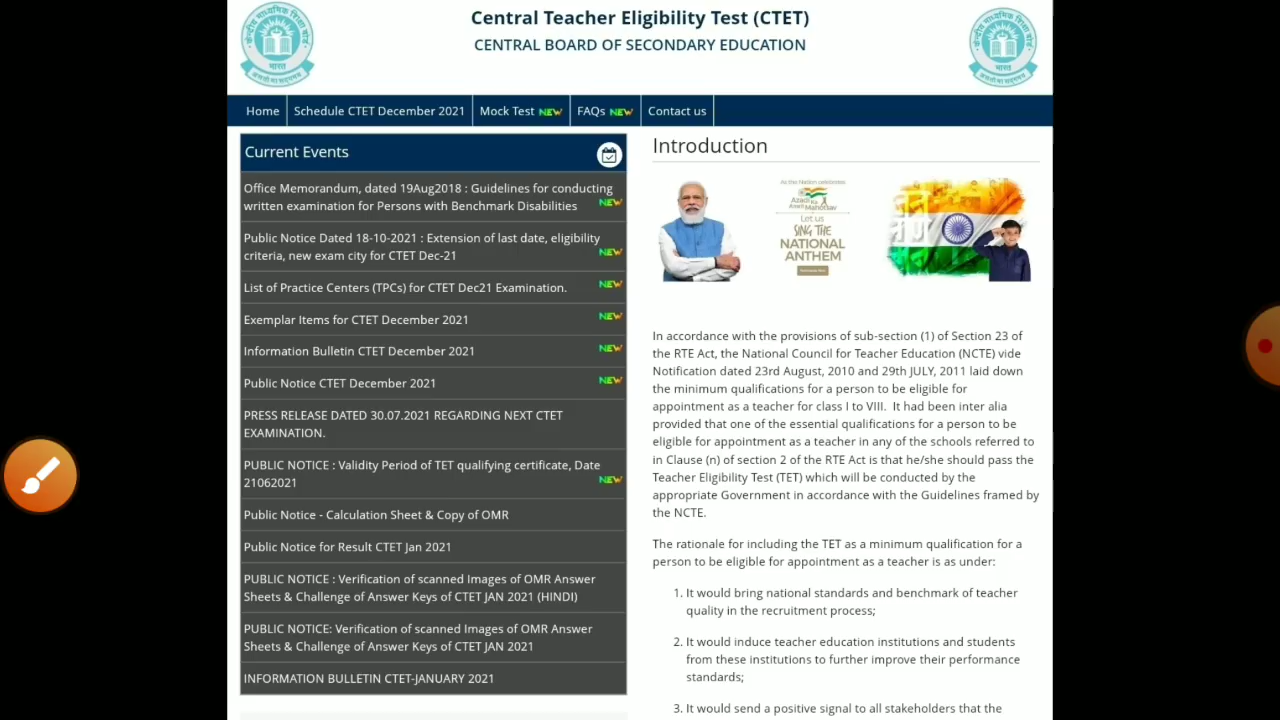 Central Teacher Eligibility Test (CTET)
CENTRAL BOARD OF SECONDARY EDUCATION
Home
Schedule CTET December 2021
Mock Test NEW
FAQs NEW
Contact us
Current Events
Office Memorandum, dated 19Aug2018 : Guidelines for conducting
written examination for Persons with Benchmark Disabilities NEW
Public Notice Dated 18-10-2021 : Extension of last date, eligibility
criteria, new exam city for CTET Dec-21 NEW
List of Practice Centers (TPCs) for CTET Dec21 Examination. NEW
Exemplar Items for CTET December 2021 NEW
Information Bulletin CTET December 2021 NEW
Public Notice CTET December 2021 NEW
PRESS RELEASE DATED 30.07.2021 REGARDING NEXT CTET
EXAMINATION.
PUBLIC NOTICE : Validity Period of TET qualifying certificate, Date
21062021 NEW
Public Notice - Calculation Sheet & Copy of OMR
Public Notice for Result CTET Jan 2021
PUBLIC NOTICE : Verification of scanned Images of OMR Answer
Sheets & Challenge of Answer Keys of CTET JAN 2021 (HINDI)
PUBLIC NOTICE: Verification of scanned Images of OMR Answer
Sheets & Challenge of Answer Keys of CTET JAN 2021
INFORMATION BULLETIN CTET-JANUARY 2021
Introduction
As the Nation celebrates
Azadi Ka
Amrit Mahotsav
Let us
SING THE
NATIONAL
ANTHEM
In accordance with the provisions of sub-section (1) of Section 23 of
the RTE Act, the National Council for Teacher Education (NCTE) vide
Notification dated 23rd August, 2010 and 29th JULY, 2011 laid down
the minimum qualifications for a person to be eligible for
appointment as a teacher for class I to VIII. It had been inter alia
provided that one of the essential qualifications for a person to be
eligible for appointment as a teacher in any of the schools referred to
in Clause (n) of section 2 of the RTE Act is that he/she should pass the
Teacher Eligibility Test (TET) which will be conducted by the
appropriate Government in accordance with the Guidelines framed by
the NCTE.
The rationale for including the TET as a minimum qualification for a
person to be eligible for appointment as a teacher is as under:
1. It would bring national standards and benchmark of teacher
quality in the recruitment process;
2. It would induce teacher education institutions and students
from these institutions to further improve their performance
standards;
3. It would send a positive signal to all stakeholders that the